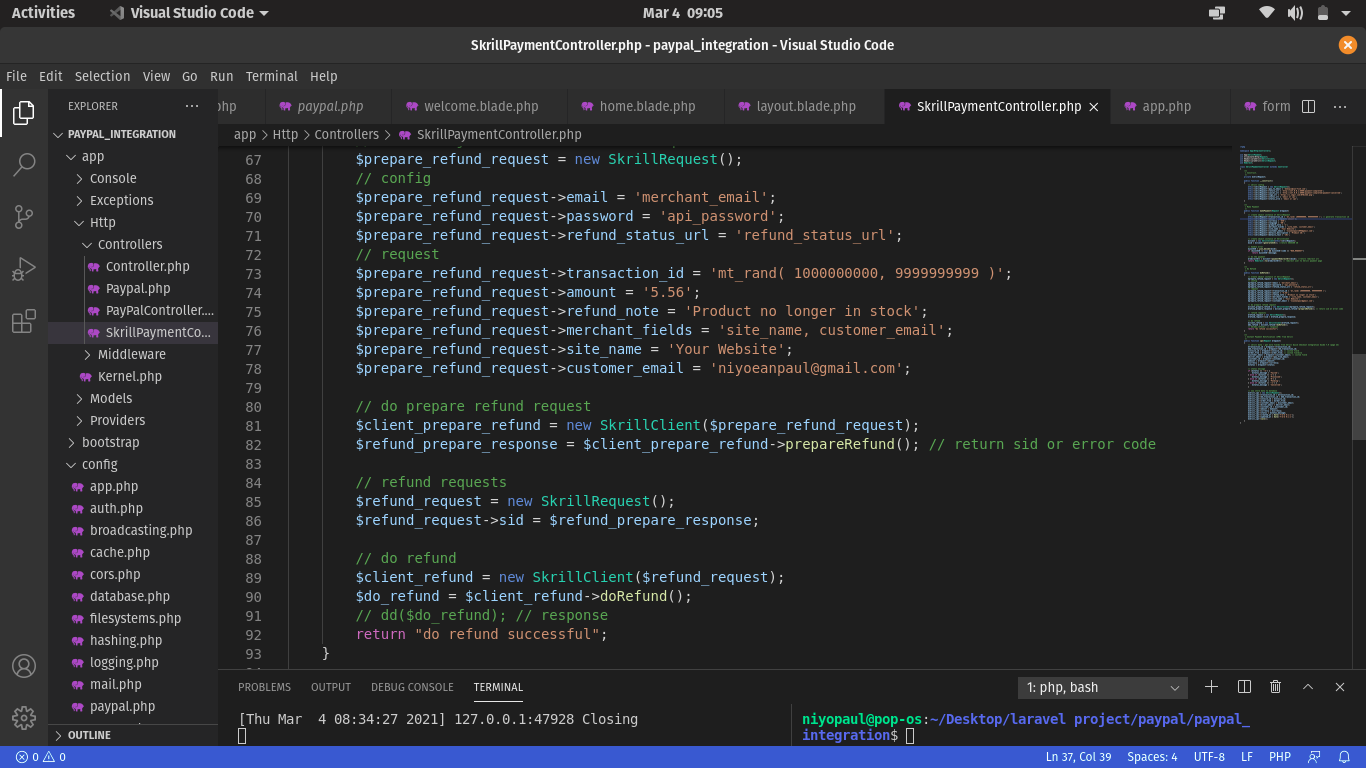 Activities
Visual Studio Code
Mar 4 09:05
SkrillPaymentController.php - paypal_integration - Visual Studio Code
File Edit Selection View Go Run Terminal Help
EXPLORER ...
PAYPAL_INTEGRATION
app
Console
Exceptions
Http
Controllers
Controller.php
Paypal.php
PayPalController....
SkrillPaymentCo...
Middleware
Kernel.php
Models
Providers
bootstrap
config
app.php
auth.php
broadcasting.php
cache.php
cors.php
database.php
filesystems.php
hashing.php
logging.php
mail.php
paypal.php
OUTLINE
php paypal.php welcome.blade.php home.blade.php layout.blade.php SkrillPaymentController.php app.php form
app > Http > Controllers > SkrillPaymentController.php
67 $prepare_refund_request = new SkrillRequest();
68 // config
69 $prepare_refund_request->email = 'merchant_email';
70 $prepare_refund_request->password = 'api_password';
71 $prepare_refund_request->refund_status_url = 'refund_status_url';
72 // request
73 $prepare_refund_request->transaction_id = 'mt_rand( 1000000000, 9999999999 )';
74 $prepare_refund_request->amount = '5.56';
75 $prepare_refund_request->refund_note = 'Product no longer in stock';
76 $prepare_refund_request->merchant_fields = 'site_name, customer_email';
77 $prepare_refund_request->site_name = 'Your Website';
78 $prepare_refund_request->customer_email = 'niyoeanpaul@gmail.com';
79
80 // do prepare refund request
81 $client_prepare_refund = new SkrillClient($prepare_refund_request);
82 $refund_prepare_response = $client_prepare_refund->prepareRefund(); // return sid or error code
83
84 // refund requests
85 $refund_request = new SkrillRequest();
86 $refund_request->sid = $refund_prepare_response;
87
88 // do refund
89 $client_refund = new SkrillClient($refund_request);
90 $do_refund = $client_refund->doRefund();
91 // dd($do_refund); // response
92 return "do refund successful";
93 }
PROBLEMS OUTPUT DEBUG CONSOLE TERMINAL
1: php, bash
[Thu Mar  4 08:34:27 2021] 127.0.0.1:47928 Closing
niyopaul@pop-os:~/Desktop/laravel project/paypal/paypal_
integration$
0 0
Ln 37, Col 39 Spaces: 4 UTF-8 LF PHP